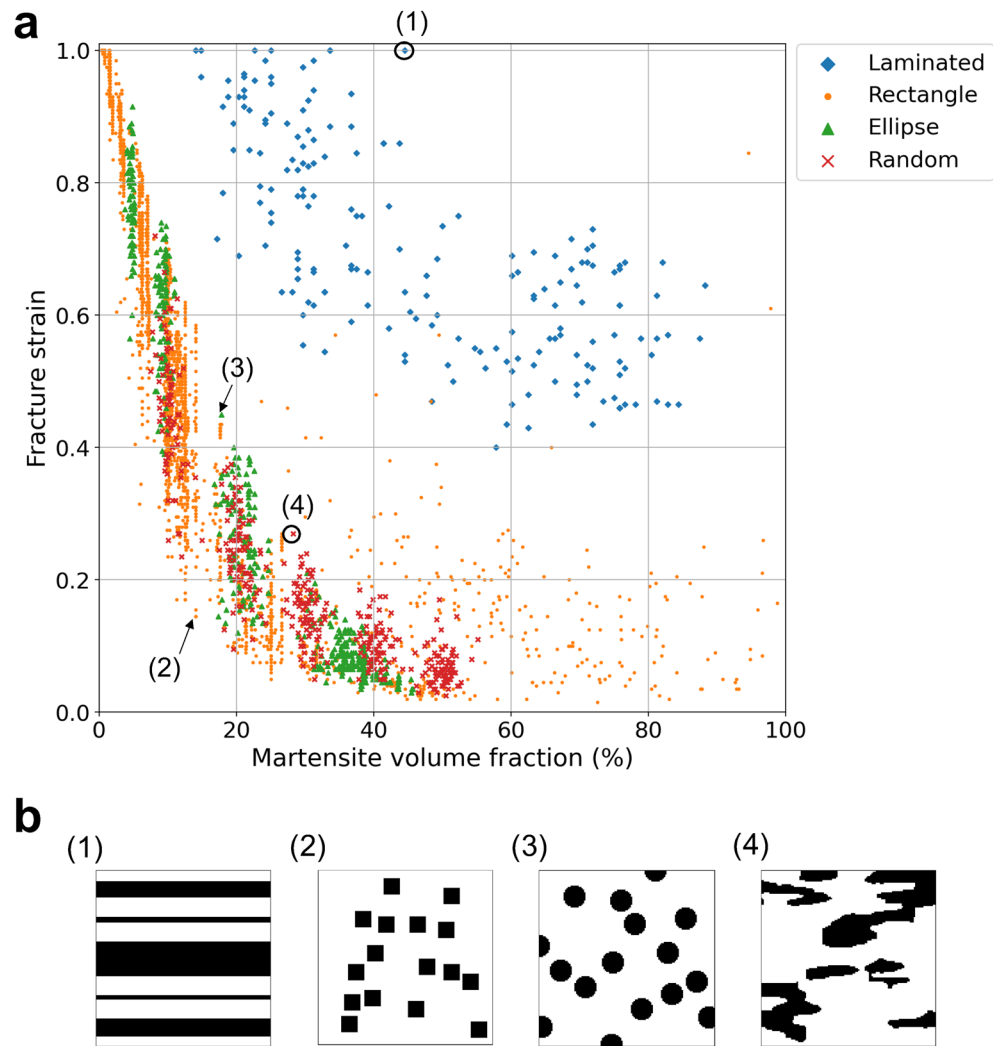 a
(1)
1.0
0.8
0.6
0.4
0.2
0.0
Fracture strain
(3)
(4)
(2)
0 20 40 60 80 100
Martensite volume fraction (%)
Laminated
Rectangle
Ellipse
Random
b
(1) (2) (3) (4)